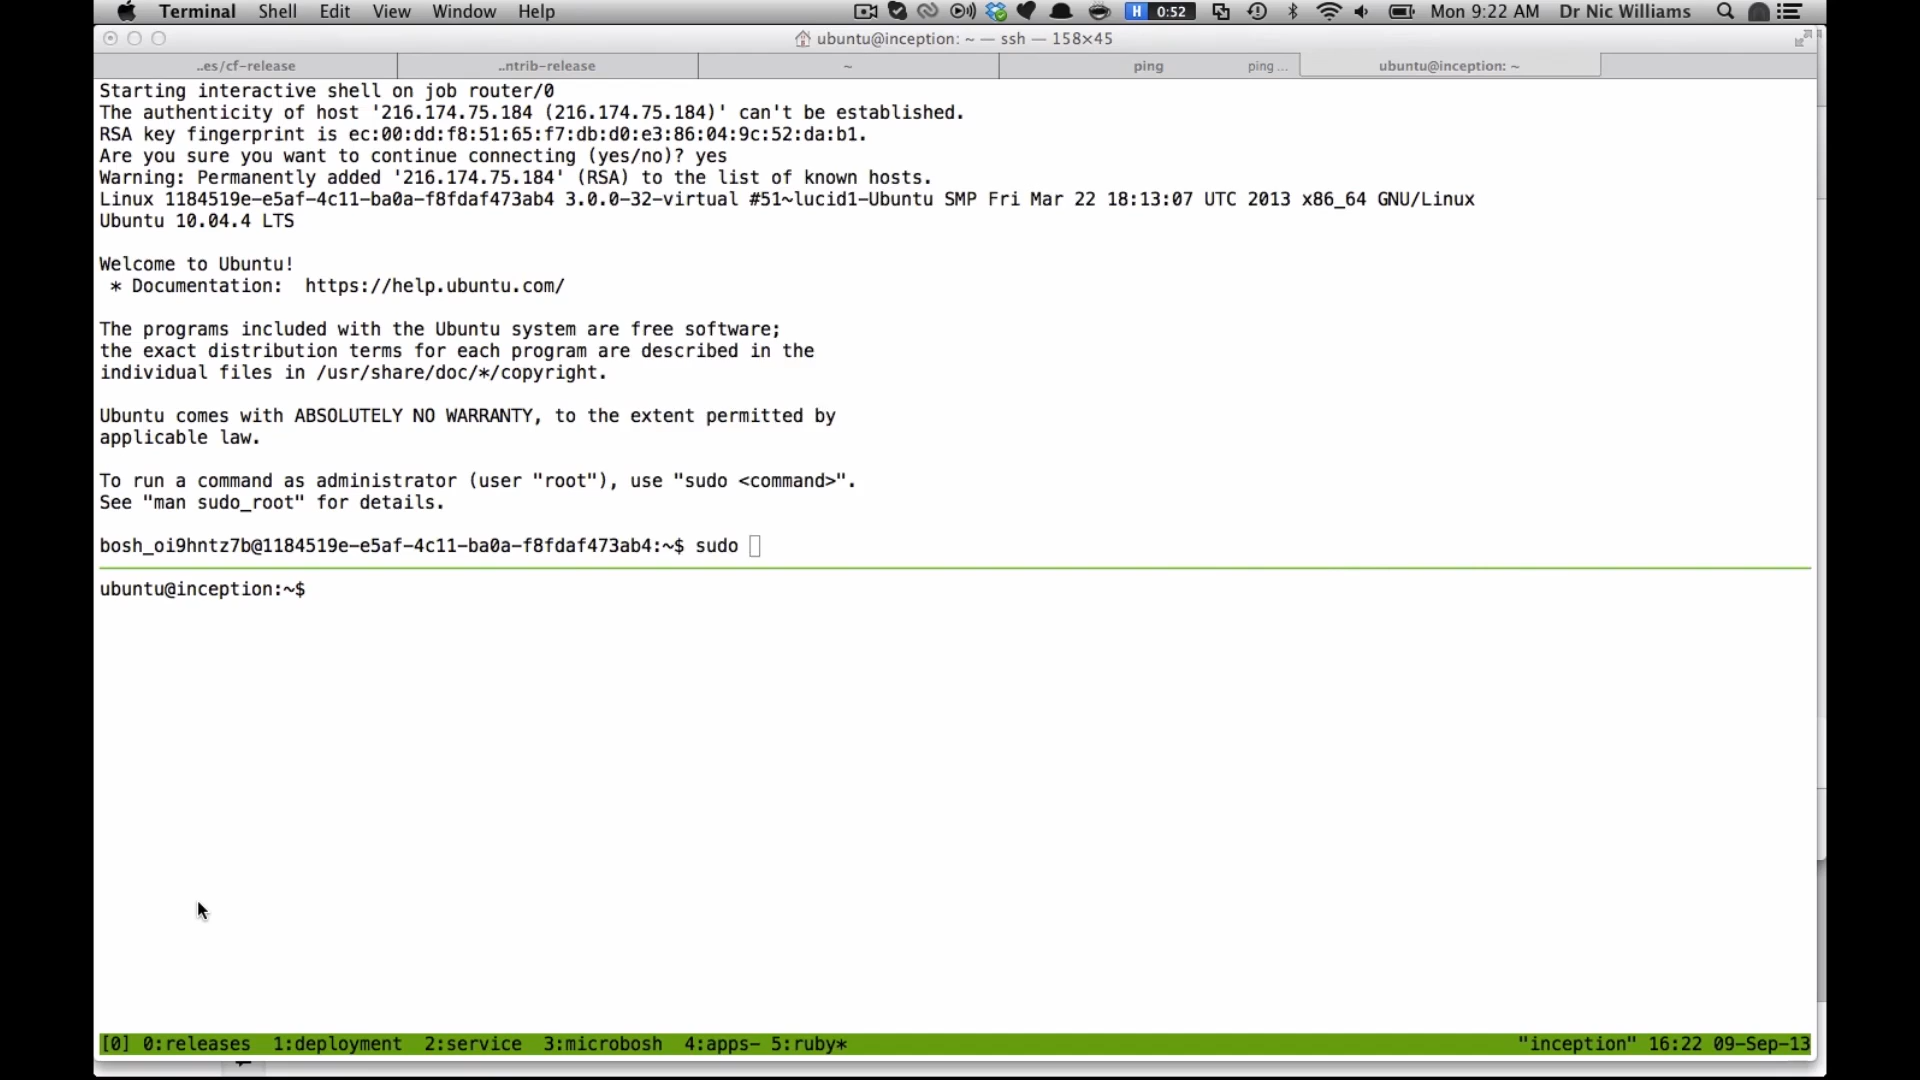 Terminal Shell Edit View Window Help H 0:52 Mon 9:22 AM Dr Nic Williams
ubuntu@inception: ~ — ssh — 158×45
..es/cf-release ..ntrib-release ~ ping ping ... ubuntu@inception: ~
Starting interactive shell on job router/0
The authenticity of host '216.174.75.184 (216.174.75.184)' can't be established.
RSA key fingerprint is ec:00:dd:f8:51:65:f7:db:d0:e3:86:04:9c:52:da:b1.
Are you sure you want to continue connecting (yes/no)? yes
Warning: Permanently added '216.174.75.184' (RSA) to the list of known hosts.
Linux 1184519e-e5af-4c11-ba0a-f8fdaf473ab4 3.0.0-32-virtual #51~lucid1-Ubuntu SMP Fri Mar 22 18:13:07 UTC 2013 x86_64 GNU/Linux
Ubuntu 10.04.4 LTS
Welcome to Ubuntu!
* Documentation:  https://help.ubuntu.com/
The programs included with the Ubuntu system are free software;
the exact distribution terms for each program are described in the
individual files in /usr/share/doc/*/copyright.
Ubuntu comes with ABSOLUTELY NO WARRANTY, to the extent permitted by
applicable law.
To run a command as administrator (user "root"), use "sudo <command>".
See "man sudo_root" for details.
bosh_oi9hntz7b@1184519e-e5af-4c11-ba0a-f8fdaf473ab4:~$ sudo
ubuntu@inception:~$
[0] 0:releases 1:deployment 2:service 3:microbosh 4:apps- 5:ruby* "inception" 16:22 09-Sep-13